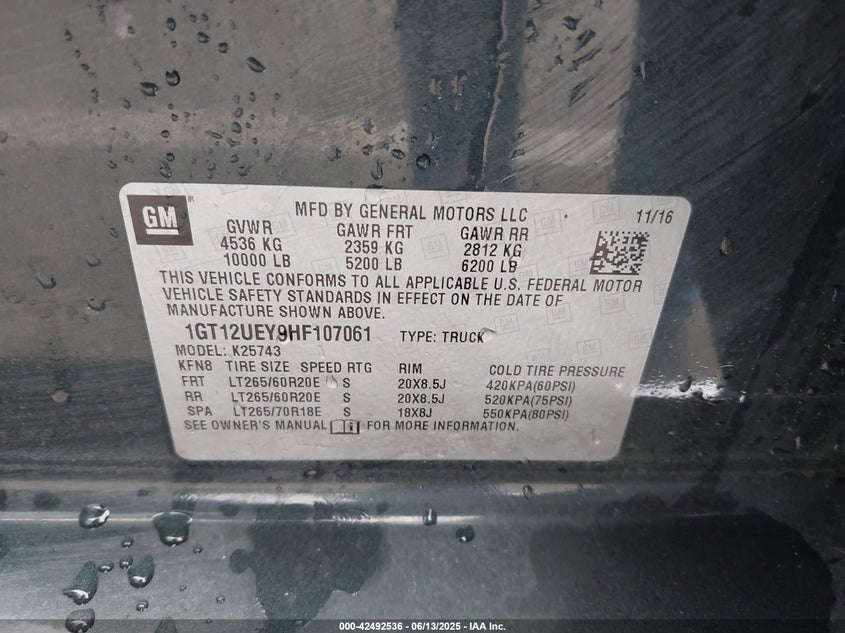 GM
MFD BY GENERAL MOTORS LLC
11/16
GVWR GAWR FRT GAWR RR
4536 KG 2359 KG 2812 KG
10000 LB 5200 LB 6200 LB
THIS VEHICLE CONFORMS TO ALL APPLICABLE U.S. FEDERAL MOTOR
VEHICLE SAFETY STANDARDS IN EFFECT ON THE DATE OF
MANUFACTURE SHOWN ABOVE.
1GT12UEY9HF107061 TYPE: TRUCK
MODEL: K25743
KFN8 TIRE SIZE SPEED RTG RIM COLD TIRE PRESSURE
FRT LT265/60R20E S 20X8.5J 420KPA(60PSI)
RR LT265/60R20E S 20X8.5J 520KPA(75PSI)
SPA LT265/70R18E S 18X8J 550KPA(80PSI)
SEE OWNER'S MANUAL FOR MORE INFORMATION.
000-42492536 - 06/13/2025 - IAA Inc.